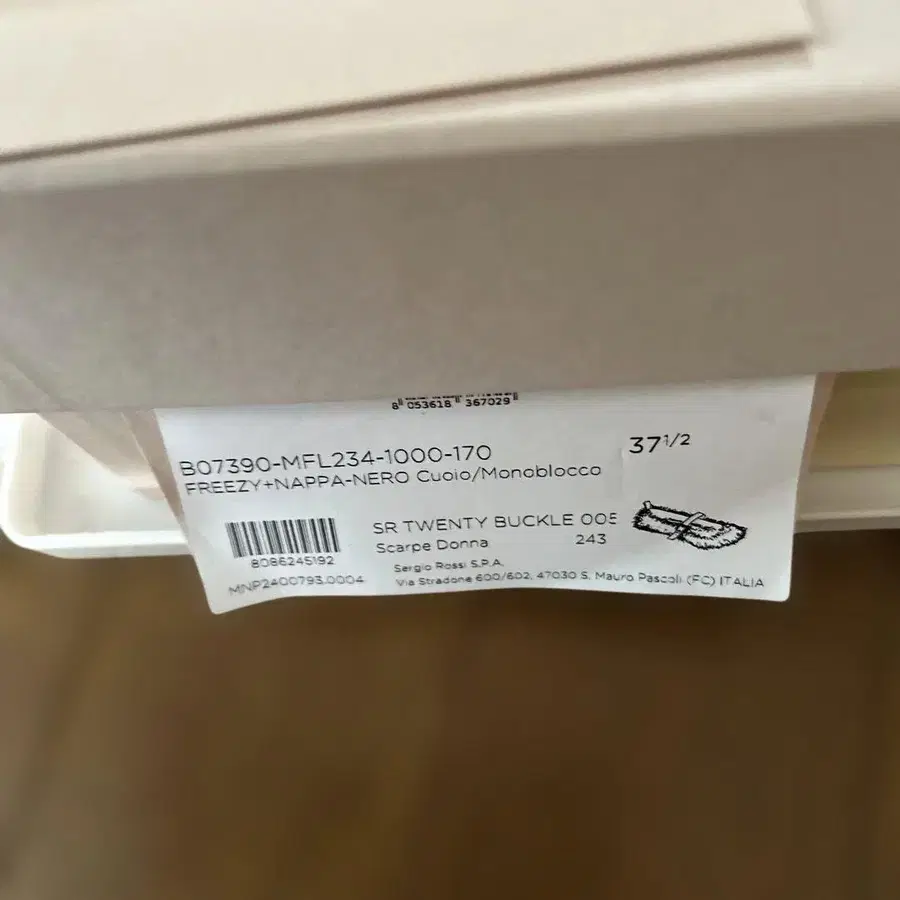 8 053618 367029
B07390-MFL234-1000-170
37 1/2
FREEZY+NAPPA-NERO Cuoio/Monoblocco
SR TWENTY BUCKLE 005
Scarpe Donna 243
8086245192
MNP2400793.0004
Sergio Rossi S.P.A.
Via Stradone 600/602, 47030 S. Mauro Pascoli (FC) ITALIA